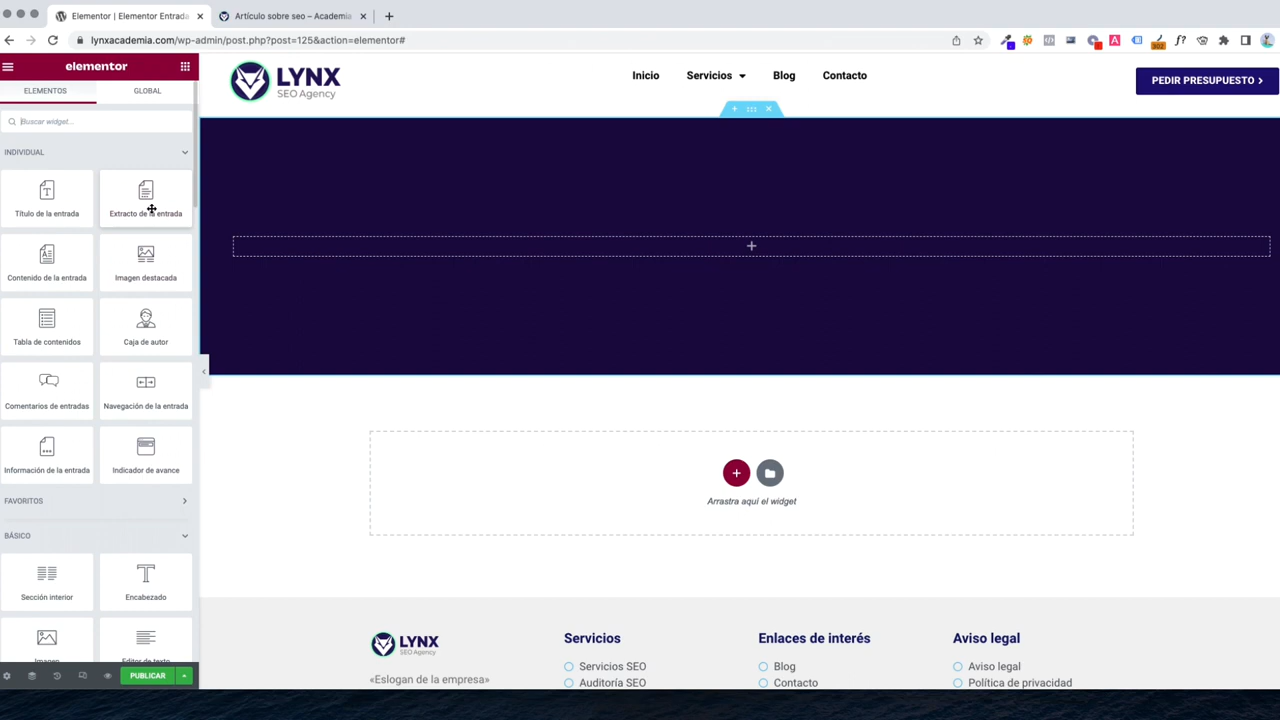 Elementor | Elementor Entrada
Artículo sobre seo – Academia
lynxacademia.com/wp-admin/post.php?post=125&action=elementor#
302
elementor
ELEMENTOS
GLOBAL
Buscar widget...
INDIVIDUAL
Título de la entrada
Extracto de la entrada
Contenido de la entrada
Imagen destacada
Tabla de contenidos
Caja de autor
Comentarios de entradas
Navegación de la entrada
Información de la entrada
Indicador de avance
FAVORITOS
BÁSICO
Sección interior
Encabezado
Imagen
Editor de texto
PUBLICAR
LYNX
SEO Agency
Inicio
Servicios
Blog
Contacto
PEDIR PRESUPUESTO
Arrastra aquí el widget
LYNX
SEO Agency
«Eslogan de la empresa»
Servicios
Servicios SEO
Auditoría SEO
Enlaces de interés
Blog
Contacto
Aviso legal
Aviso legal
Política de privacidad